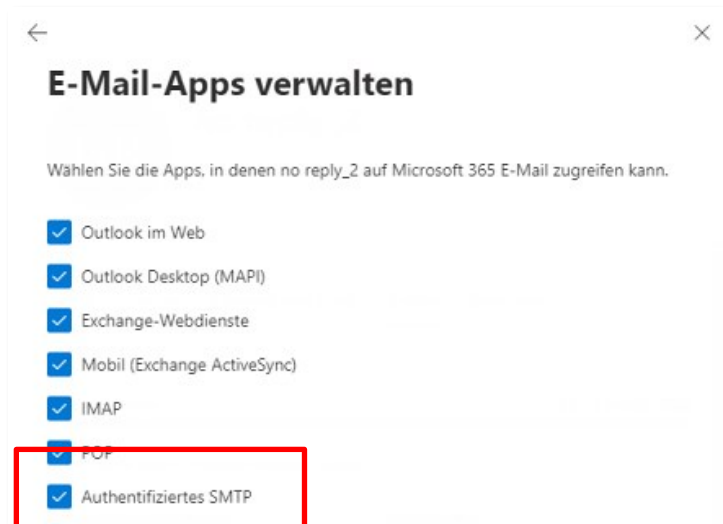 E-Mail-Apps verwalten
Wählen Sie die Apps, in denen no reply_2 auf Microsoft 365 E-Mail zugreifen kann.
Outlook im Web
Outlook Desktop (MAPI)
Exchange-Webdienste
Mobil (Exchange ActiveSync)
IMAP
POP
Authentifiziertes SMTP